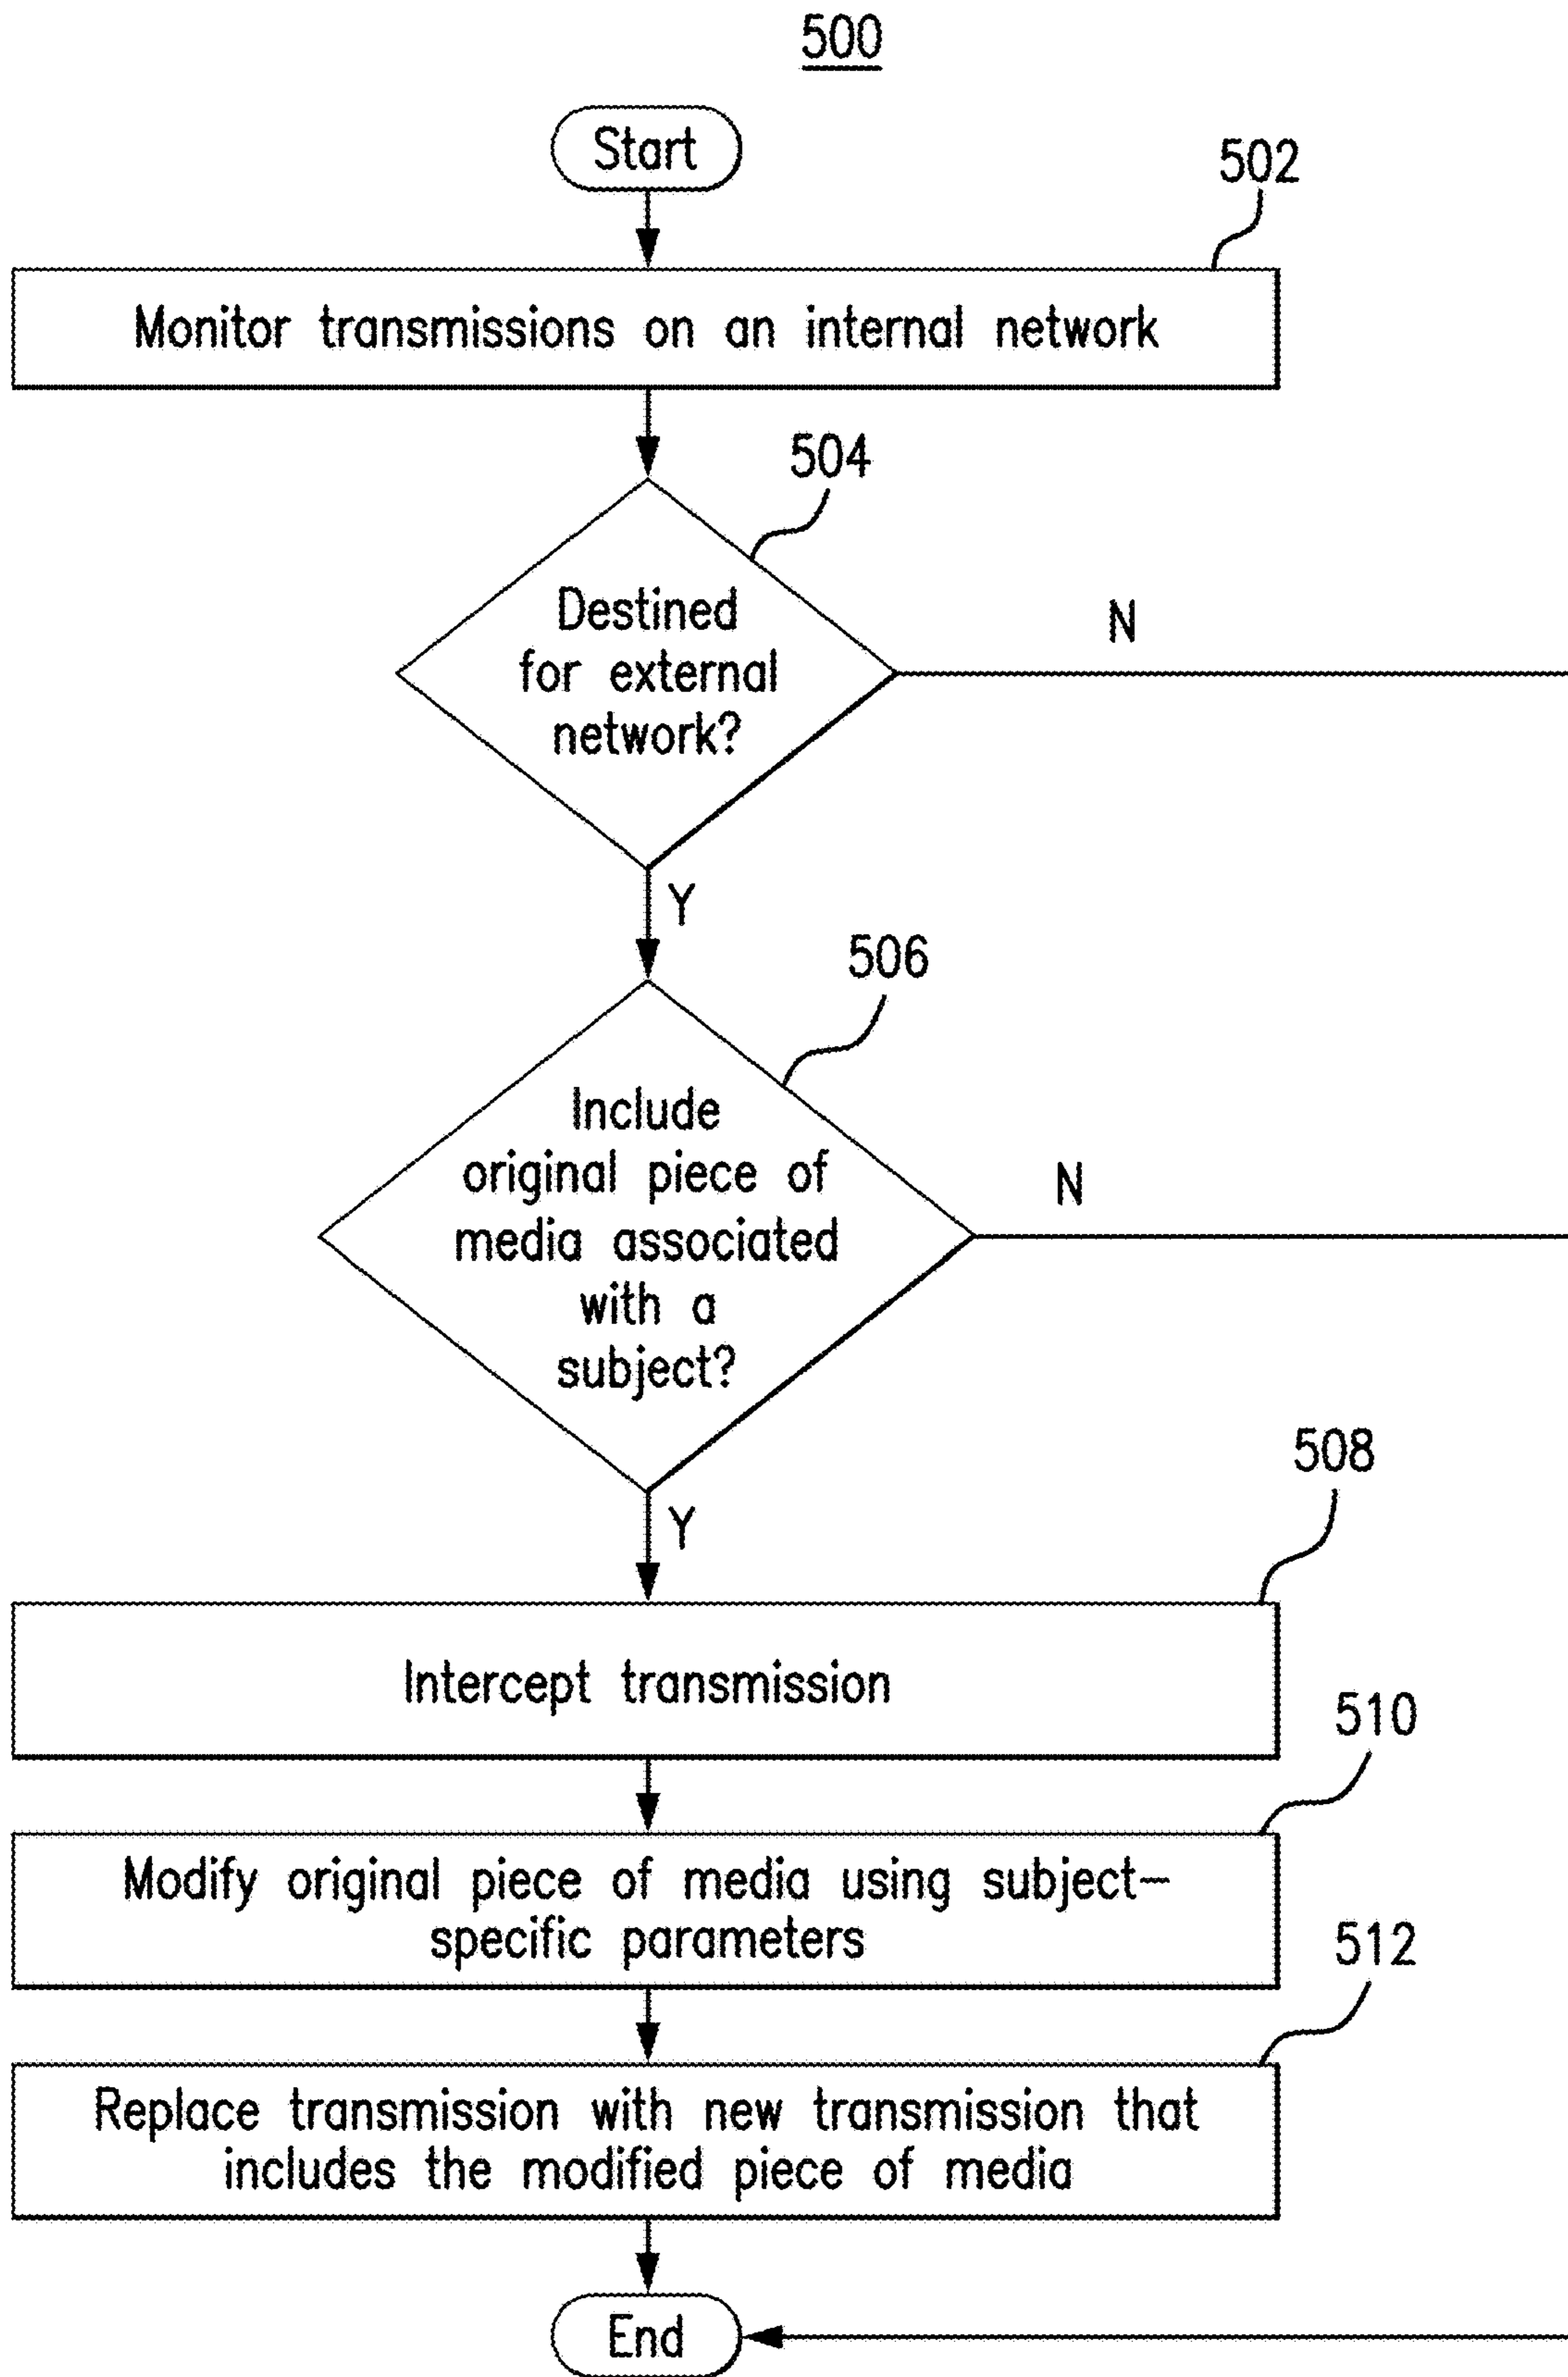 500
Start
502
Monitor transmissions on an internal network
504
Destined
for external
network?
N
Y
506
Include
original piece of
media associated
with a
subject?
N
Y
508
Intercept transmission
510
Modify original piece of media using subject-
specific parameters
512
Replace transmission with new transmission that
includes the modified piece of media
End